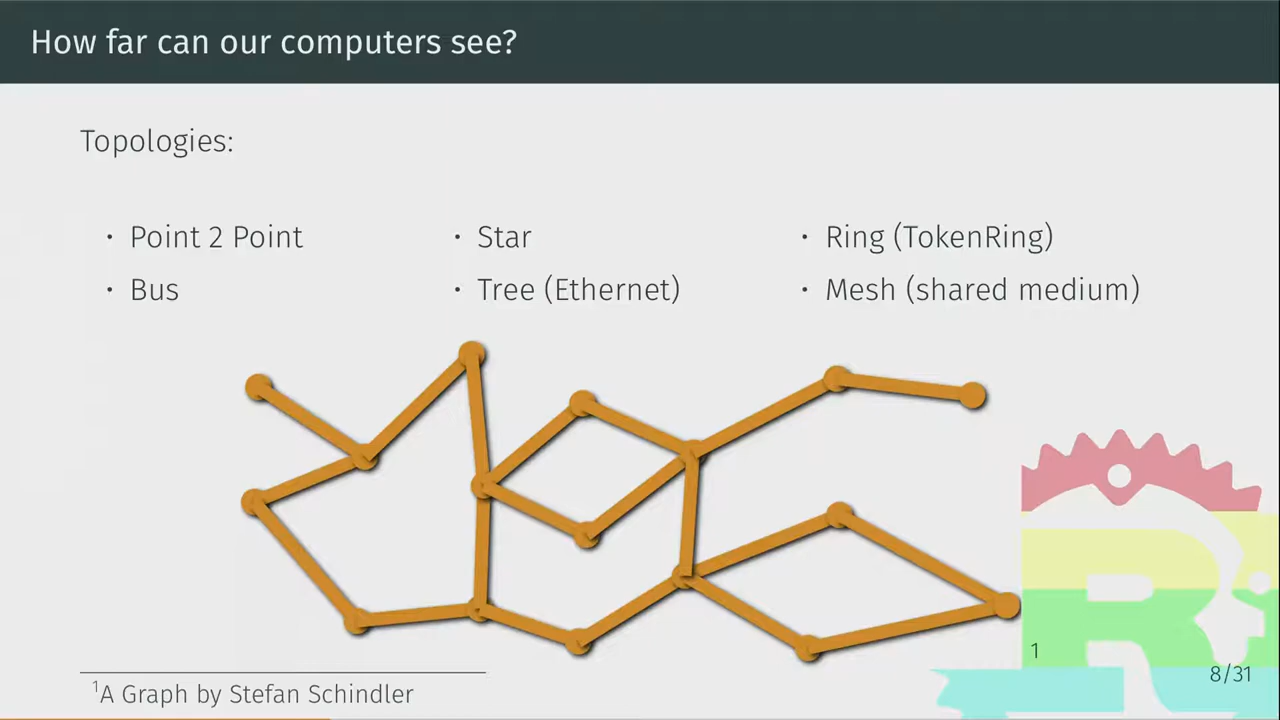 How far can our computers see?
Topologies:
• Point 2 Point
• Bus
• Star
• Tree (Ethernet)
• Ring (TokenRing)
• Mesh (shared medium)
1
1A Graph by Stefan Schindler
8/31